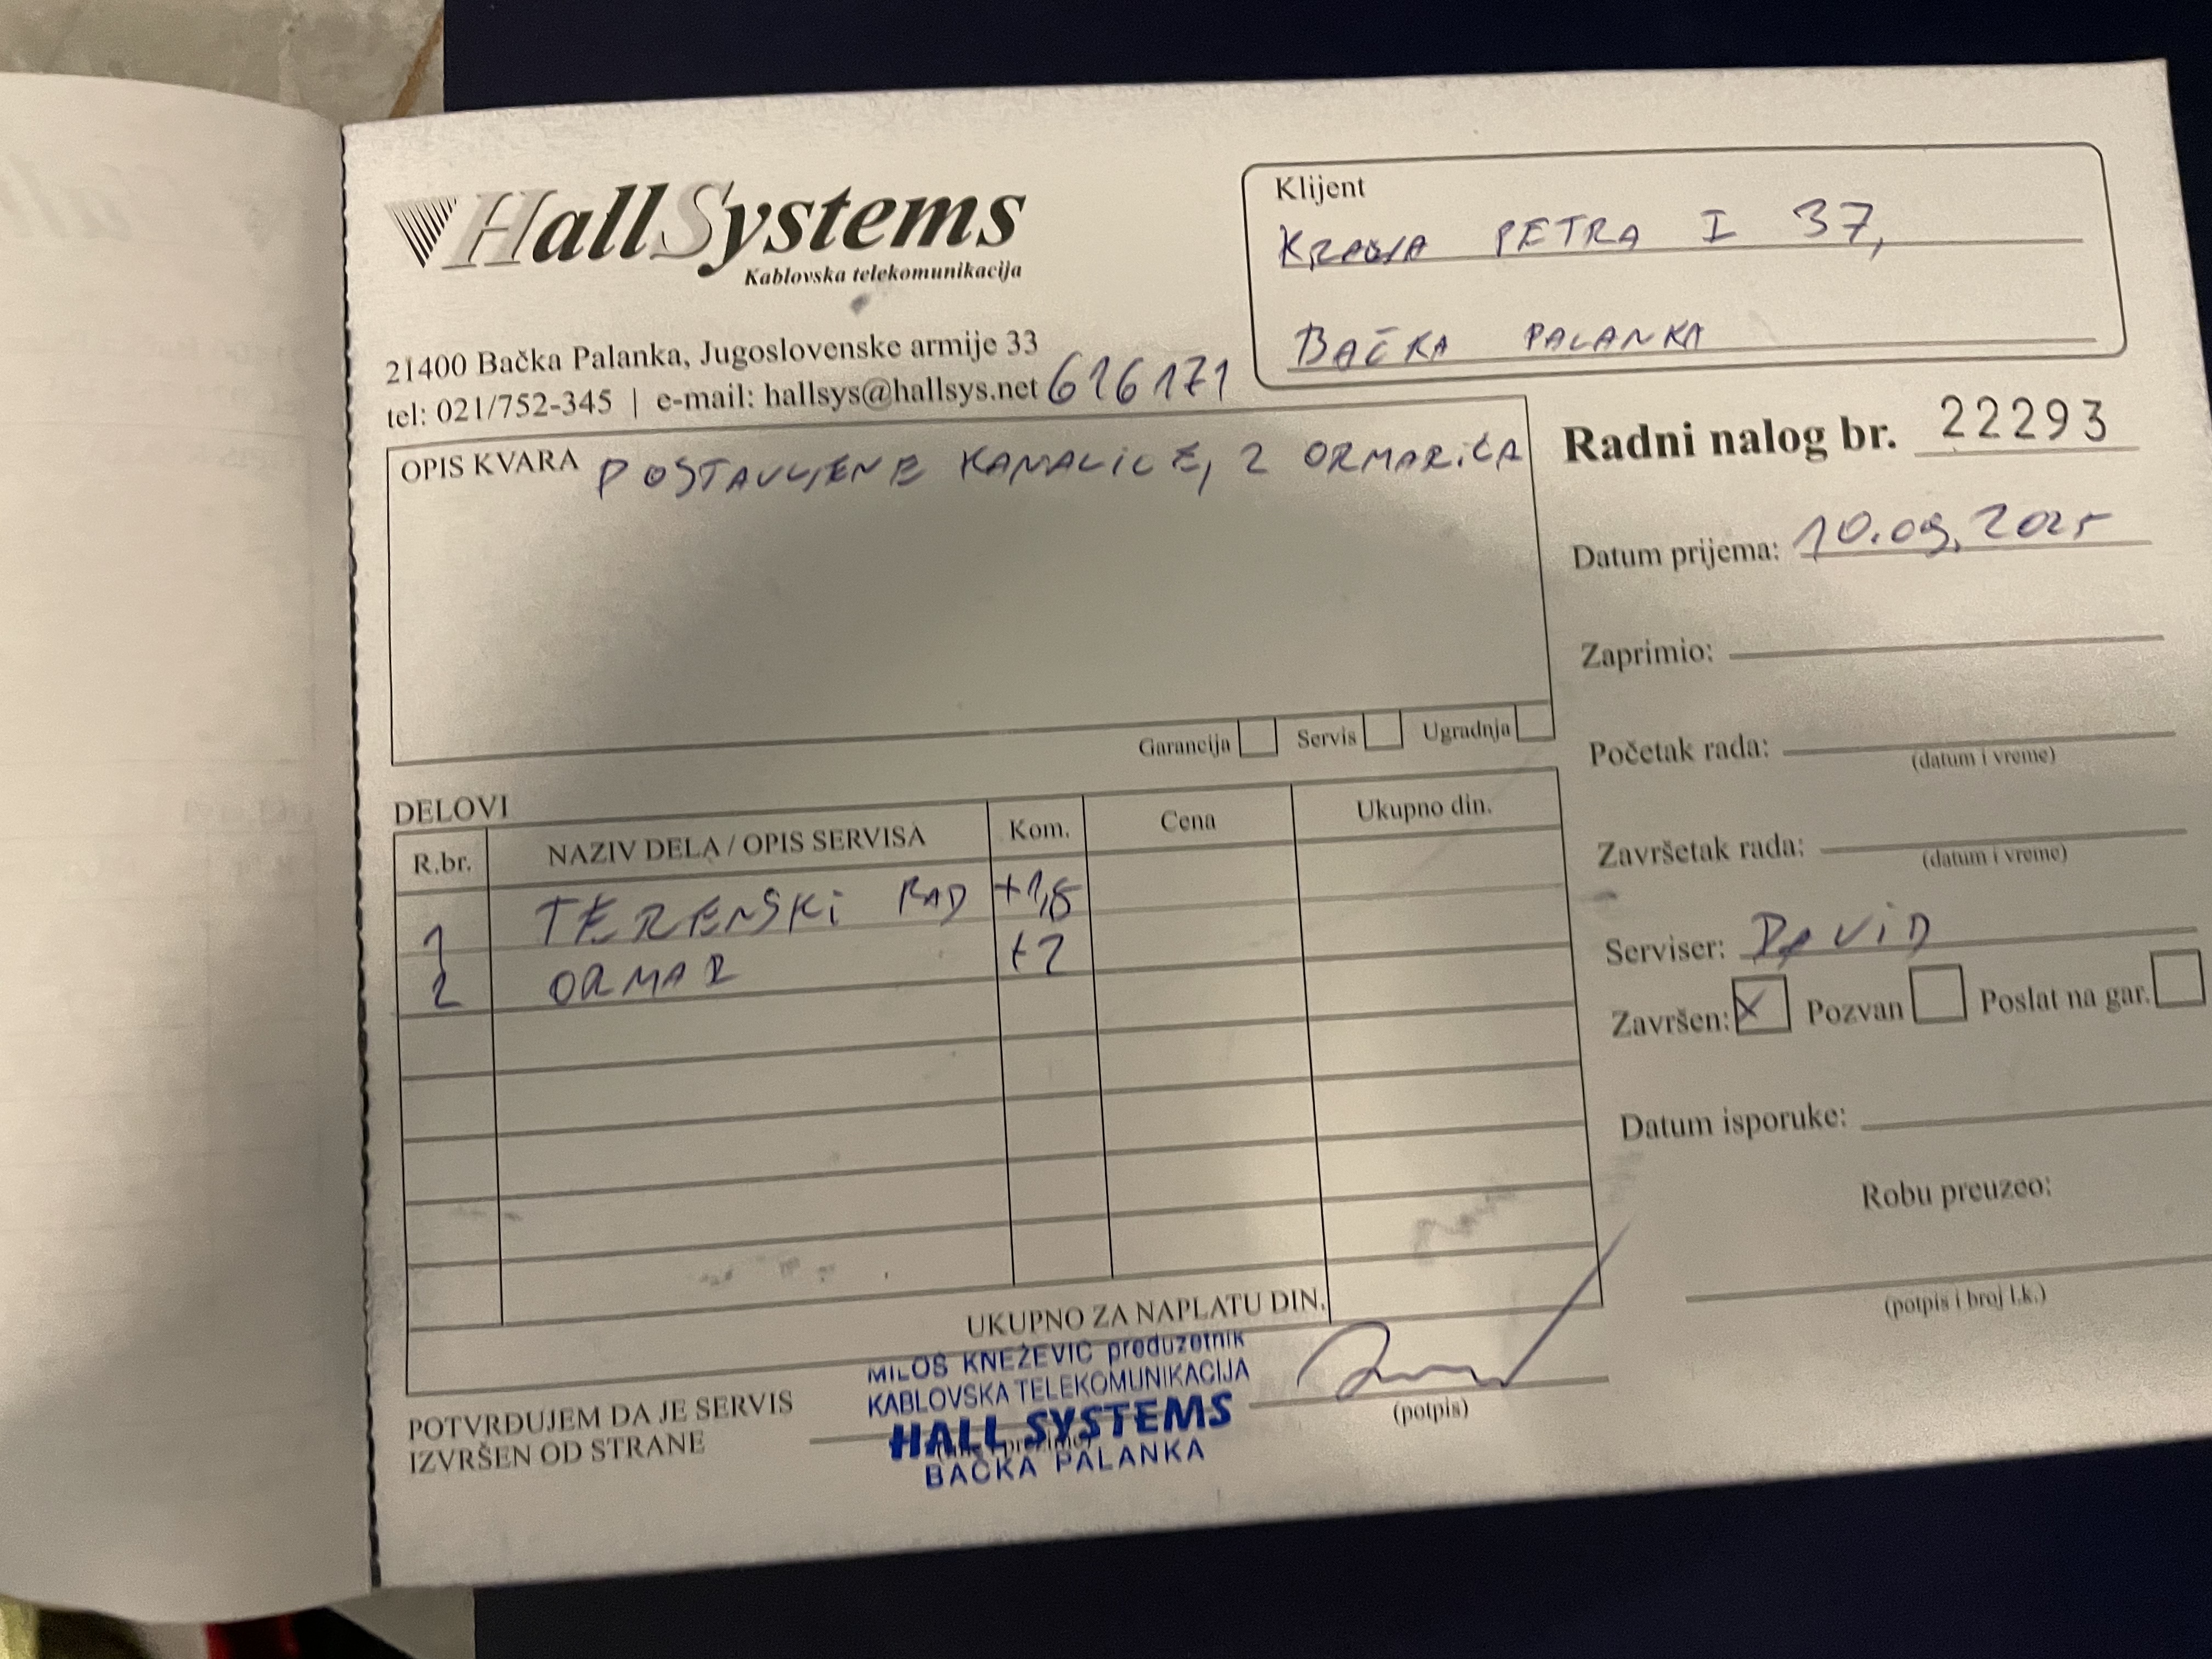 HallSystems
Kablovska telekomunikacija
21400 Bačka Palanka, Jugoslovenske armije 33
tel: 021/752-345 | e-mail: hallsys@hallsys.net 616171
Klijent
KRALJA PETRA I 37,
BAČKA PALANKA
OPIS KVARA POSTAVLJENE KANALICE, 2 ORMARIĆA
Garancija Servis Ugradnja
Radni nalog br. 22293
Datum prijema: 10.09.2025
Zaprimio:
Početak rada:
(datum i vreme)
Završetak rada:
(datum i vreme)
Serviser: DAVID
Završen: X Pozvan Poslat na gar.
Datum isporuke:
Robu preuzeo:
(potpis i broj l.k.)
DELOVI
R.br. NAZIV DELA / OPIS SERVISA Kom. Cena Ukupno din.
1 TERENSKI RAD +1,5
2 ORMAR +2
UKUPNO ZA NAPLATU DIN.
POTVRĐUJEM DA JE SERVIS
IZVRŠEN OD STRANE
MILOŠ KNEŽEVIĆ preduzetnik
KABLOVSKA TELEKOMUNIKACIJA
HALL SYSTEMS
BAČKA PALANKA
(potpis)